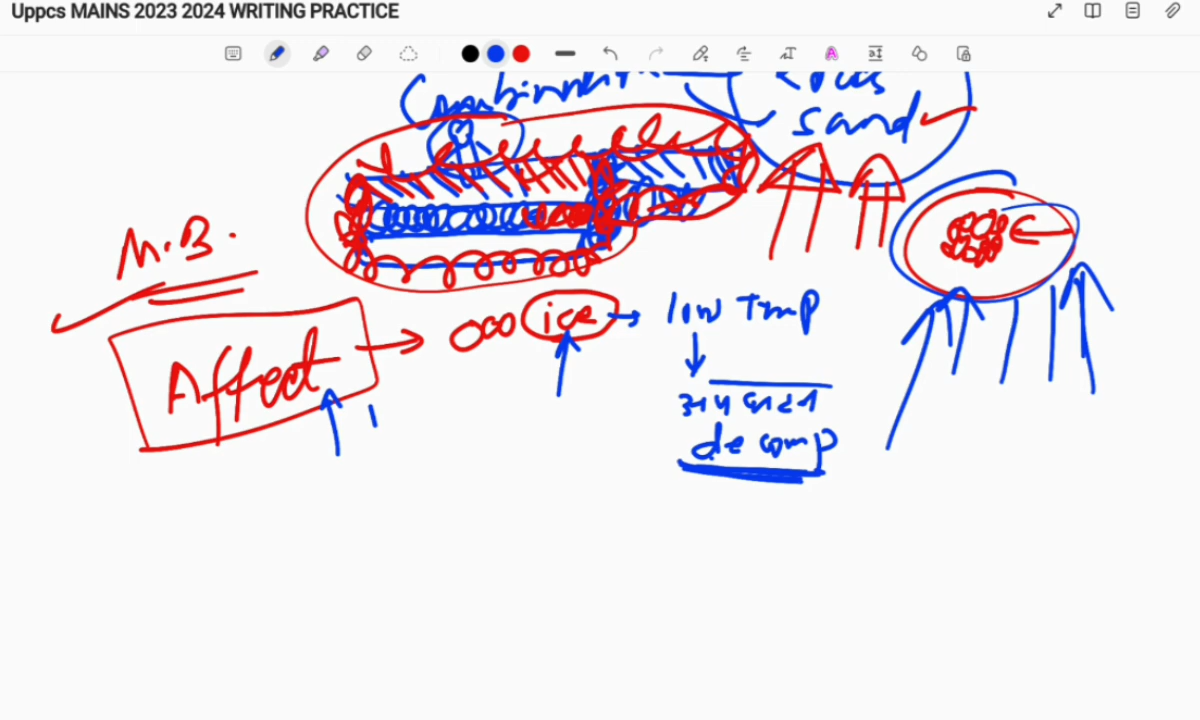 Uppcs MAINS 2023 2024 WRITING PRACTICE
sand
M.B.
Affect → ice → low Tmp
अपघटन
decomp